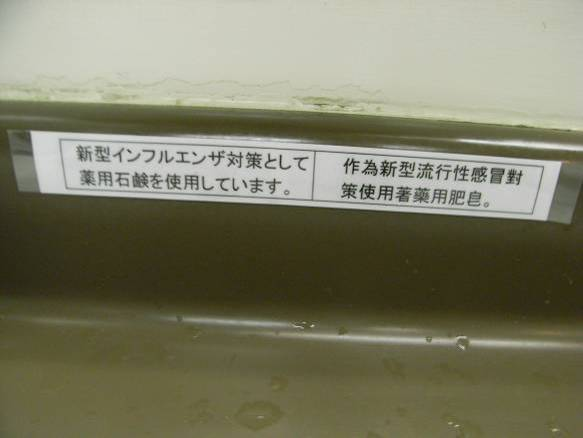 新型インフルエンザ対策として
薬用石鹸を使用しています。
作為新型流行性感冒對
策使用著藥用肥皂。